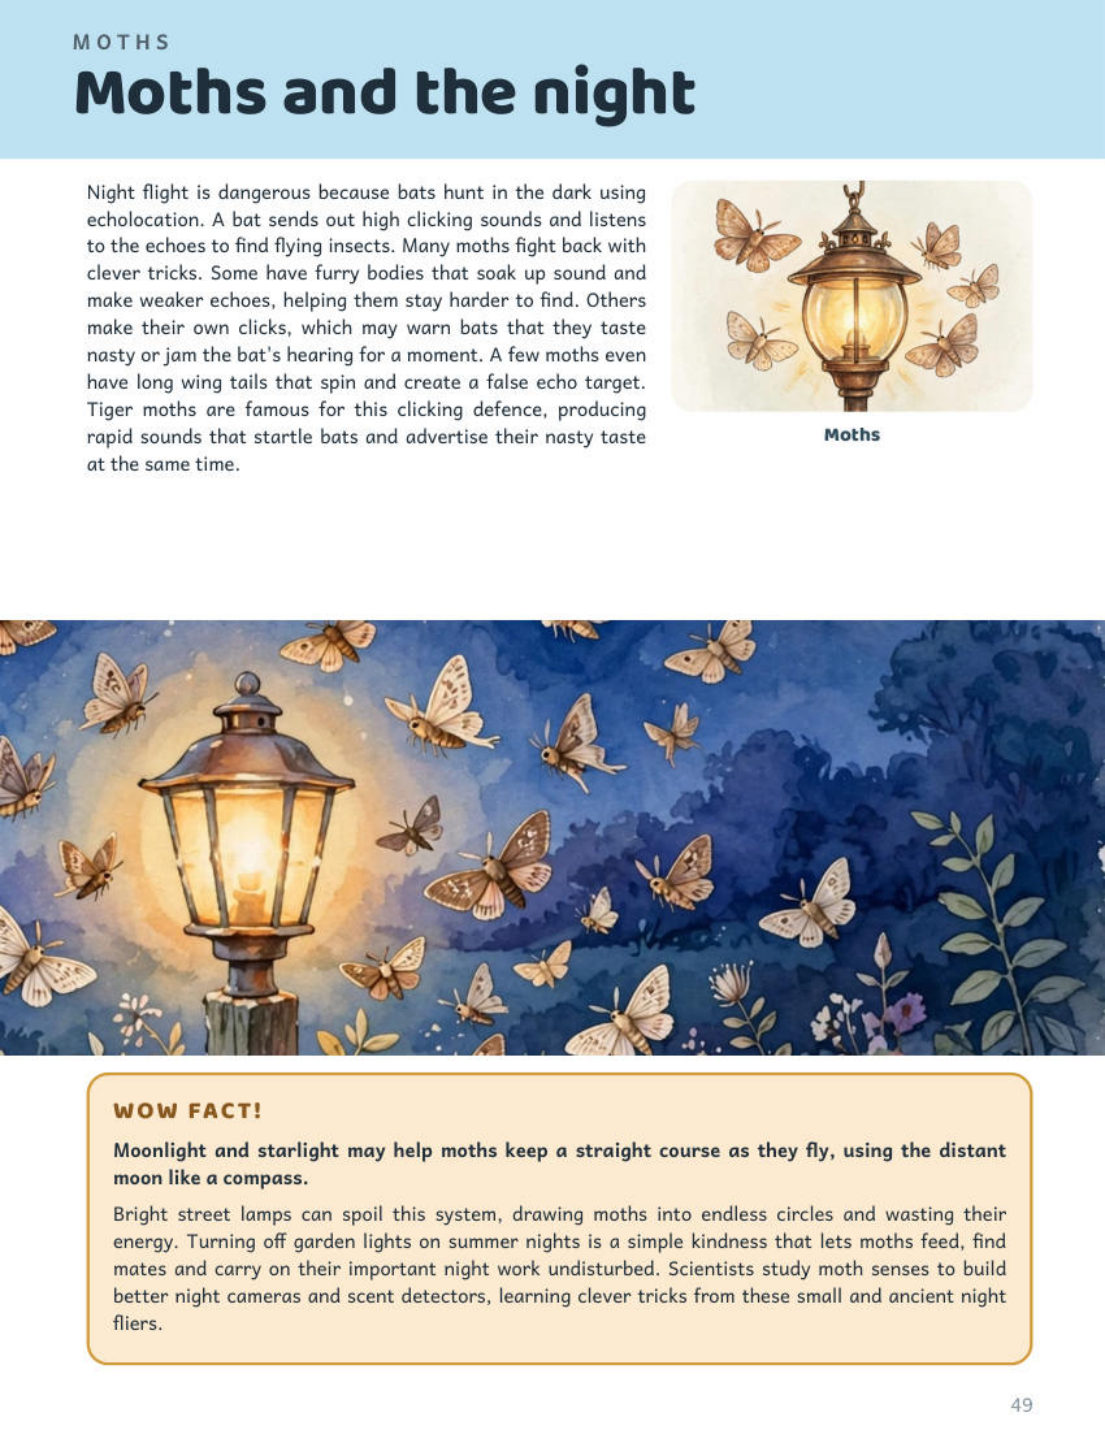 MOTHS
Moths and the night
Night flight is dangerous because bats hunt in the dark using
echolocation. A bat sends out high clicking sounds and listens
to the echoes to find flying insects. Many moths fight back with
clever tricks. Some have furry bodies that soak up sound and
make weaker echoes, helping them stay harder to find. Others
make their own clicks, which may warn bats that they taste
nasty or jam the bat's hearing for a moment. A few moths even
have long wing tails that spin and create a false echo target.
Tiger moths are famous for this clicking defence, producing
rapid sounds that startle bats and advertise their nasty taste
at the same time.
Moths
WOW FACT!
Moonlight and starlight may help moths keep a straight course as they fly, using the distant
moon like a compass.
Bright street lamps can spoil this system, drawing moths into endless circles and wasting their
energy. Turning off garden lights on summer nights is a simple kindness that lets moths feed, find
mates and carry on their important night work undisturbed. Scientists study moth senses to build
better night cameras and scent detectors, learning clever tricks from these small and ancient night
fliers.
49